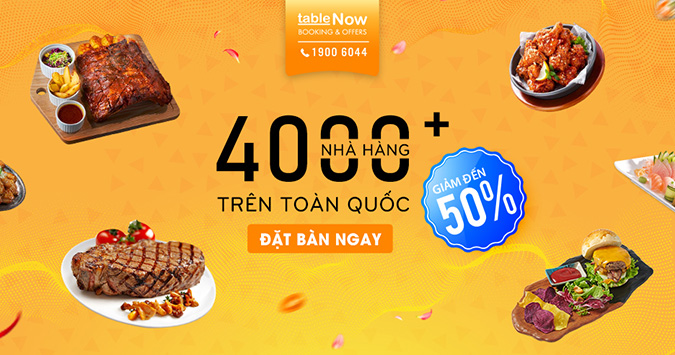 tableNow
BOOKING & OFFERS
1900 6044
4000+
NHÀ HÀNG
TRÊN TOÀN QUỐC
GIẢM ĐẾN
50%
ĐẶT BÀN NGAY